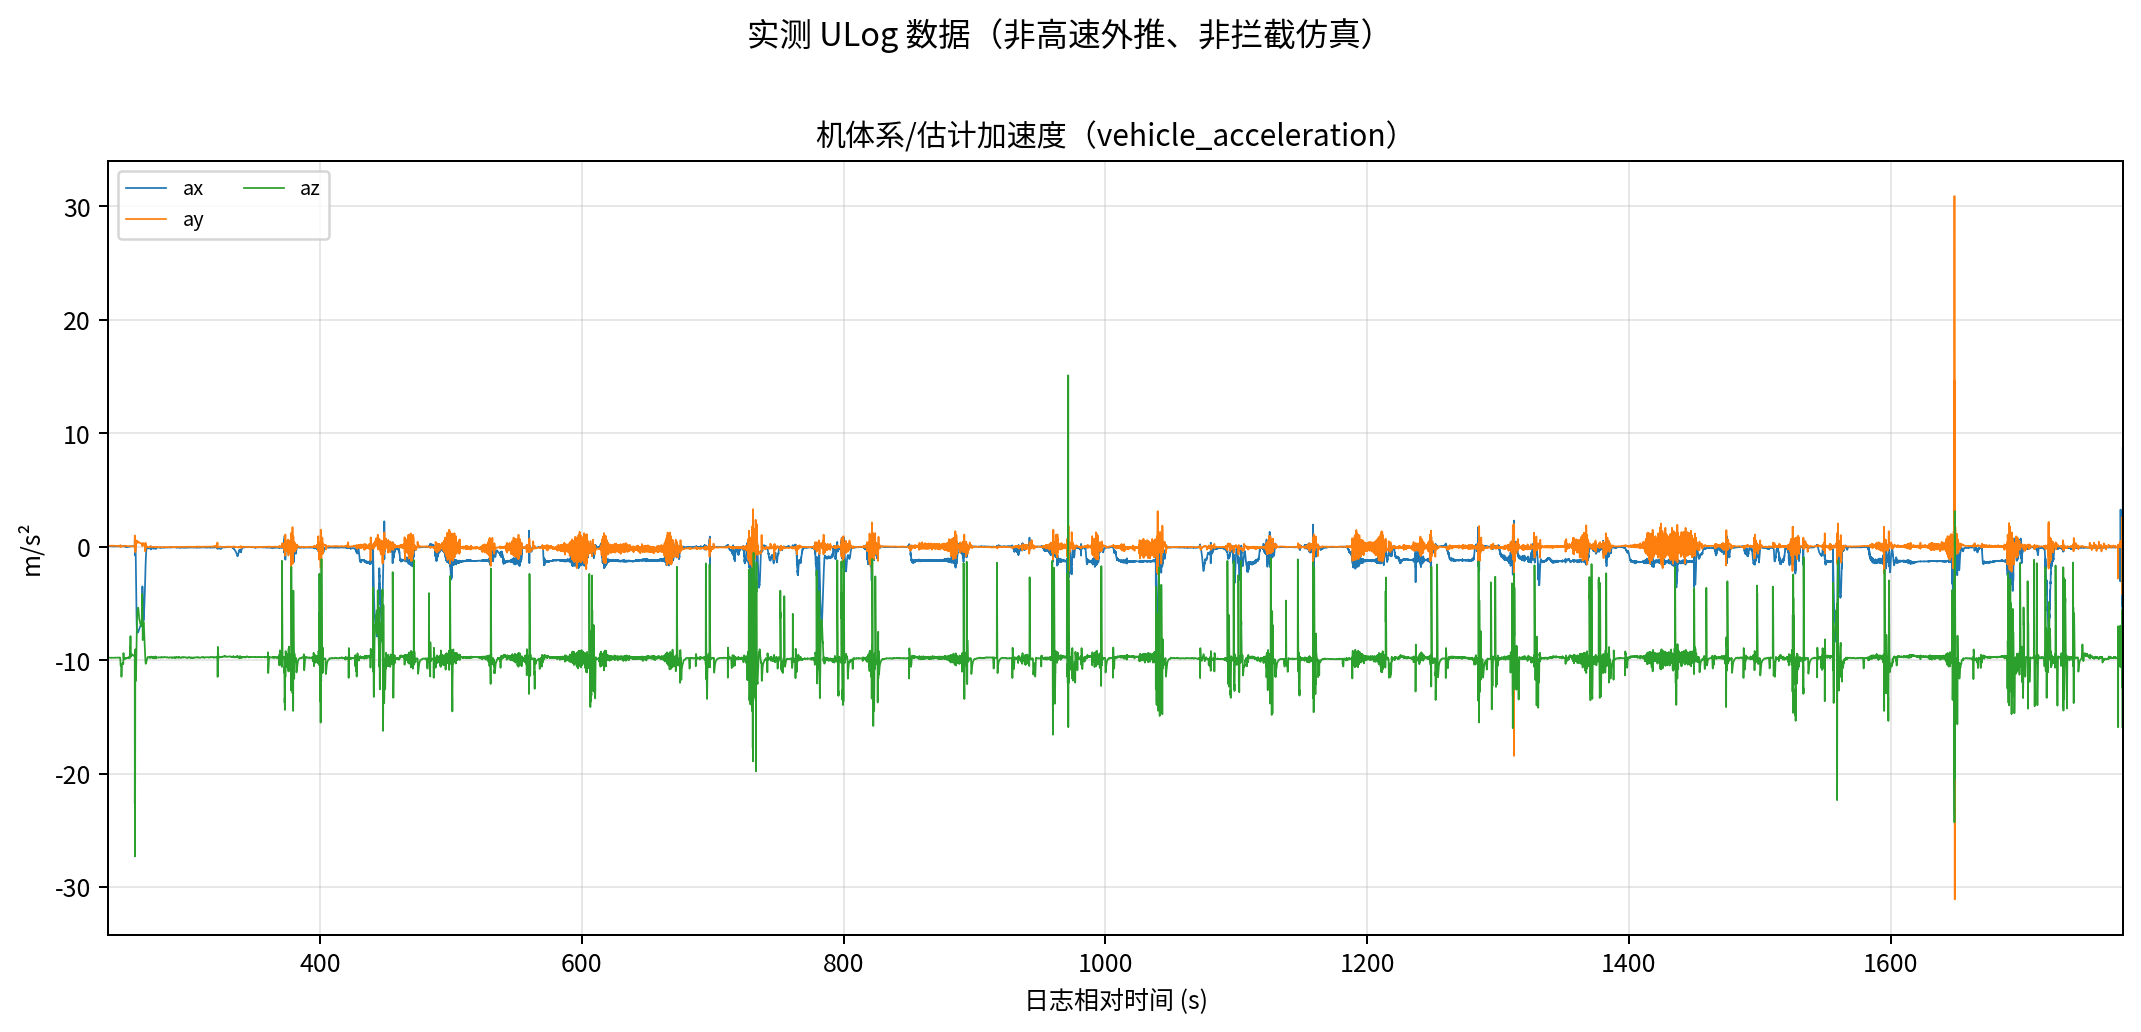 实测 ULog 数据（非高速外推、非拦截仿真）
机体系/估计加速度（vehicle_acceleration）
ax
az
ay
m/s²
30
20
10
0
-10
-20
-30
400
600
800
1000
1200
1400
1600
日志相对时间 (s)